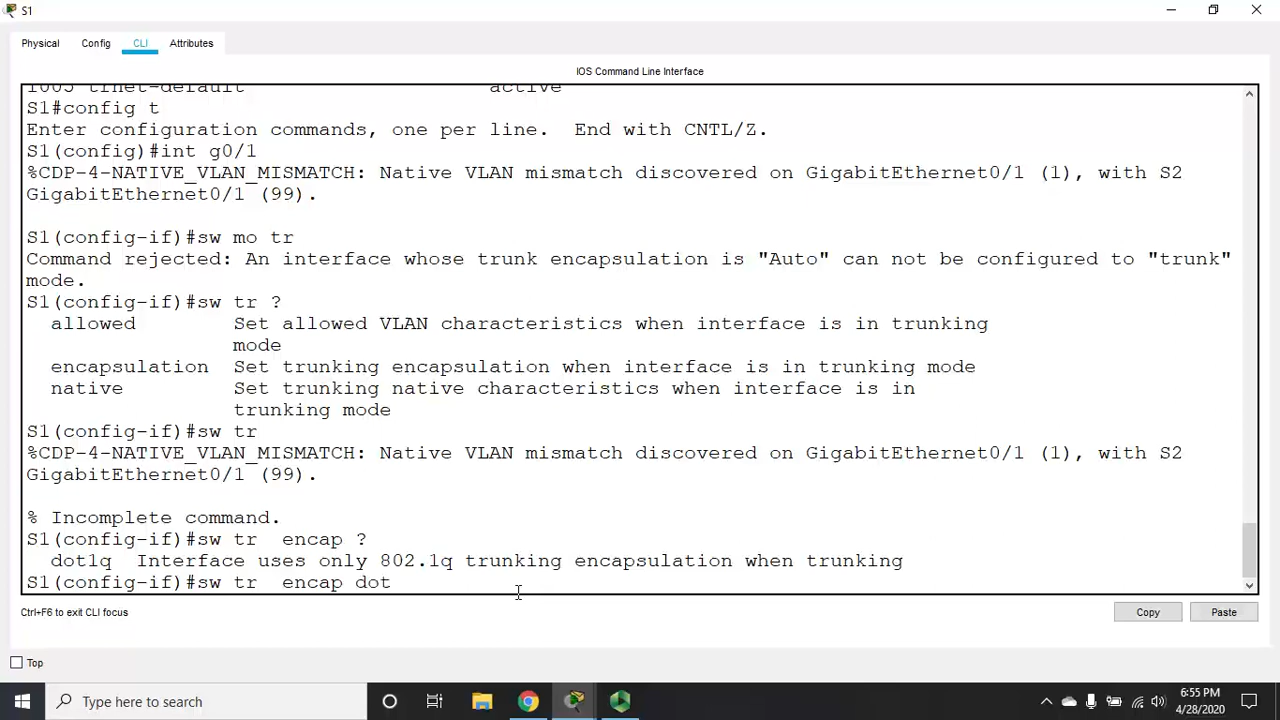 S1
Physical
Config
CLI
Attributes
IOS Command Line Interface
1005 trnet-default active
S1#config t
Enter configuration commands, one per line. End with CNTL/Z.
S1(config)#int g0/1
%CDP-4-NATIVE_VLAN_MISMATCH: Native VLAN mismatch discovered on GigabitEthernet0/1 (1), with S2
GigabitEthernet0/1 (99).
S1(config-if)#sw mo tr
Command rejected: An interface whose trunk encapsulation is "Auto" can not be configured to "trunk"
mode.
S1(config-if)#sw tr ?
allowed Set allowed VLAN characteristics when interface is in trunking
mode
encapsulation Set trunking encapsulation when interface is in trunking mode
native Set trunking native characteristics when interface is in
trunking mode
S1(config-if)#sw tr
%CDP-4-NATIVE_VLAN_MISMATCH: Native VLAN mismatch discovered on GigabitEthernet0/1 (1), with S2
GigabitEthernet0/1 (99).
% Incomplete command.
S1(config-if)#sw tr  encap ?
dot1q  Interface uses only 802.1q trunking encapsulation when trunking
S1(config-if)#sw tr  encap dot
Ctrl+F6 to exit CLI focus
Copy
Paste
Top
Type here to search
6:55 PM
4/28/2020